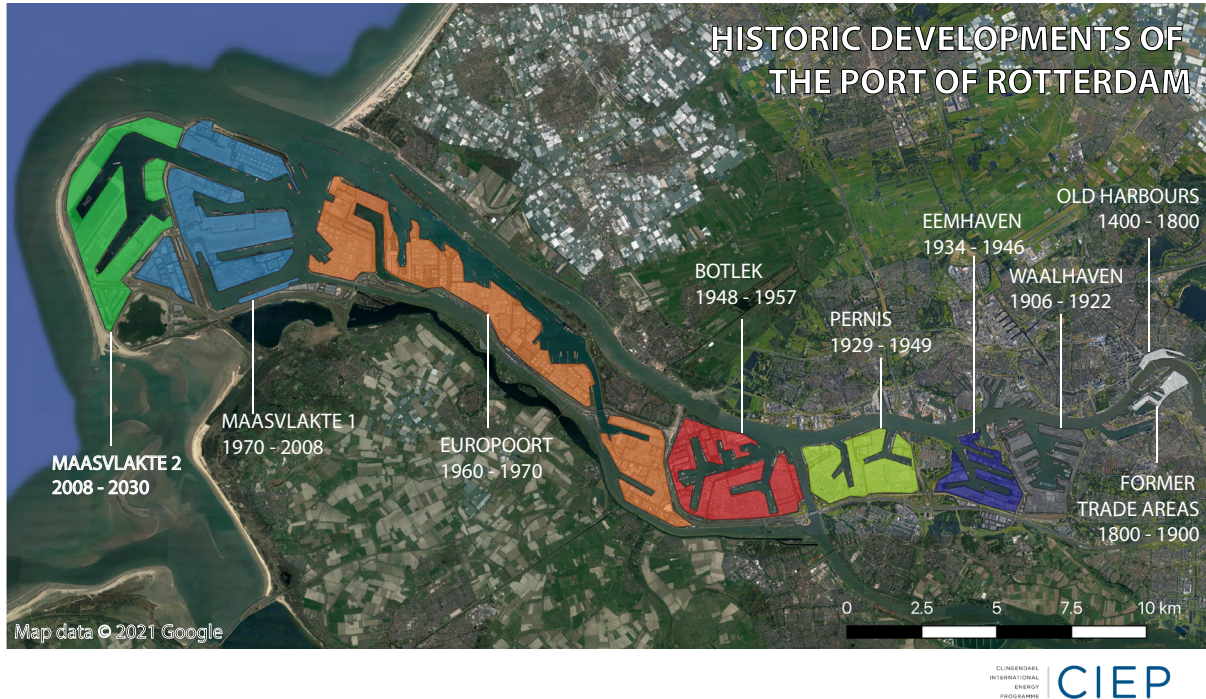 HISTORIC DEVELOPMENTS OF
THE PORT OF ROTTERDAM
OLD HARBOURS
1400 - 1800
EEMHAVEN
1934 - 1946
WAALHAVEN
1906 - 1922
BOTLEK
1948 - 1957
PERNIS
1929 - 1949
MAASVLAKTE 1
1970 - 2008
EUROPOORT
1960 - 1970
MAASVLAKTE 2
2008 - 2030
FORMER
TRADE AREAS
1800 - 1900
0 2.5 5 7.5 10 km
Map data © 2021 Google
CLINGENDAEL
INTERNATIONAL
ENERGY
PROGRAMME
CIEP